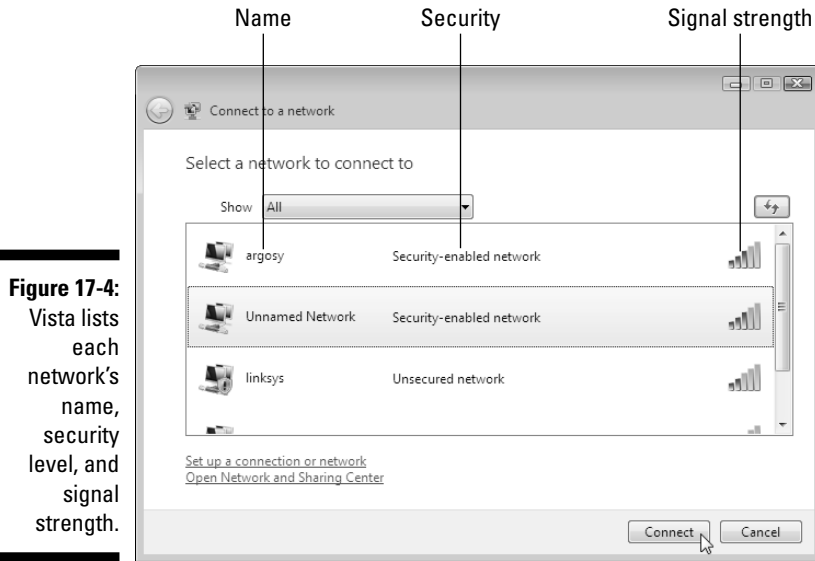 Name Security Signal strength
Connect to a network
Select a network to connect to
Show All
argosy Security-enabled network
Unnamed Network Security-enabled network
linksys Unsecured network
Set up a connection or network
Open Network and Sharing Center
Connect Cancel
Figure 17-4:
Vista lists
each
network's
name,
security
level, and
signal
strength.